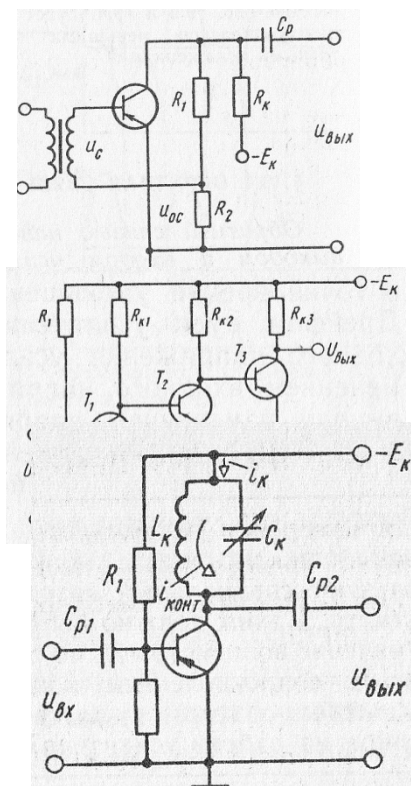 Cр
R₁
Rк
uс
−Eк
uвых
uос
R₂
−Eк
R₁
Rк1
Rк2
Rк3
T₁
T₂
T₃
Uвых
−Eк
iк
Lк
Cк
R₁
iконт
Cр1
Cр2
uвх
uвых